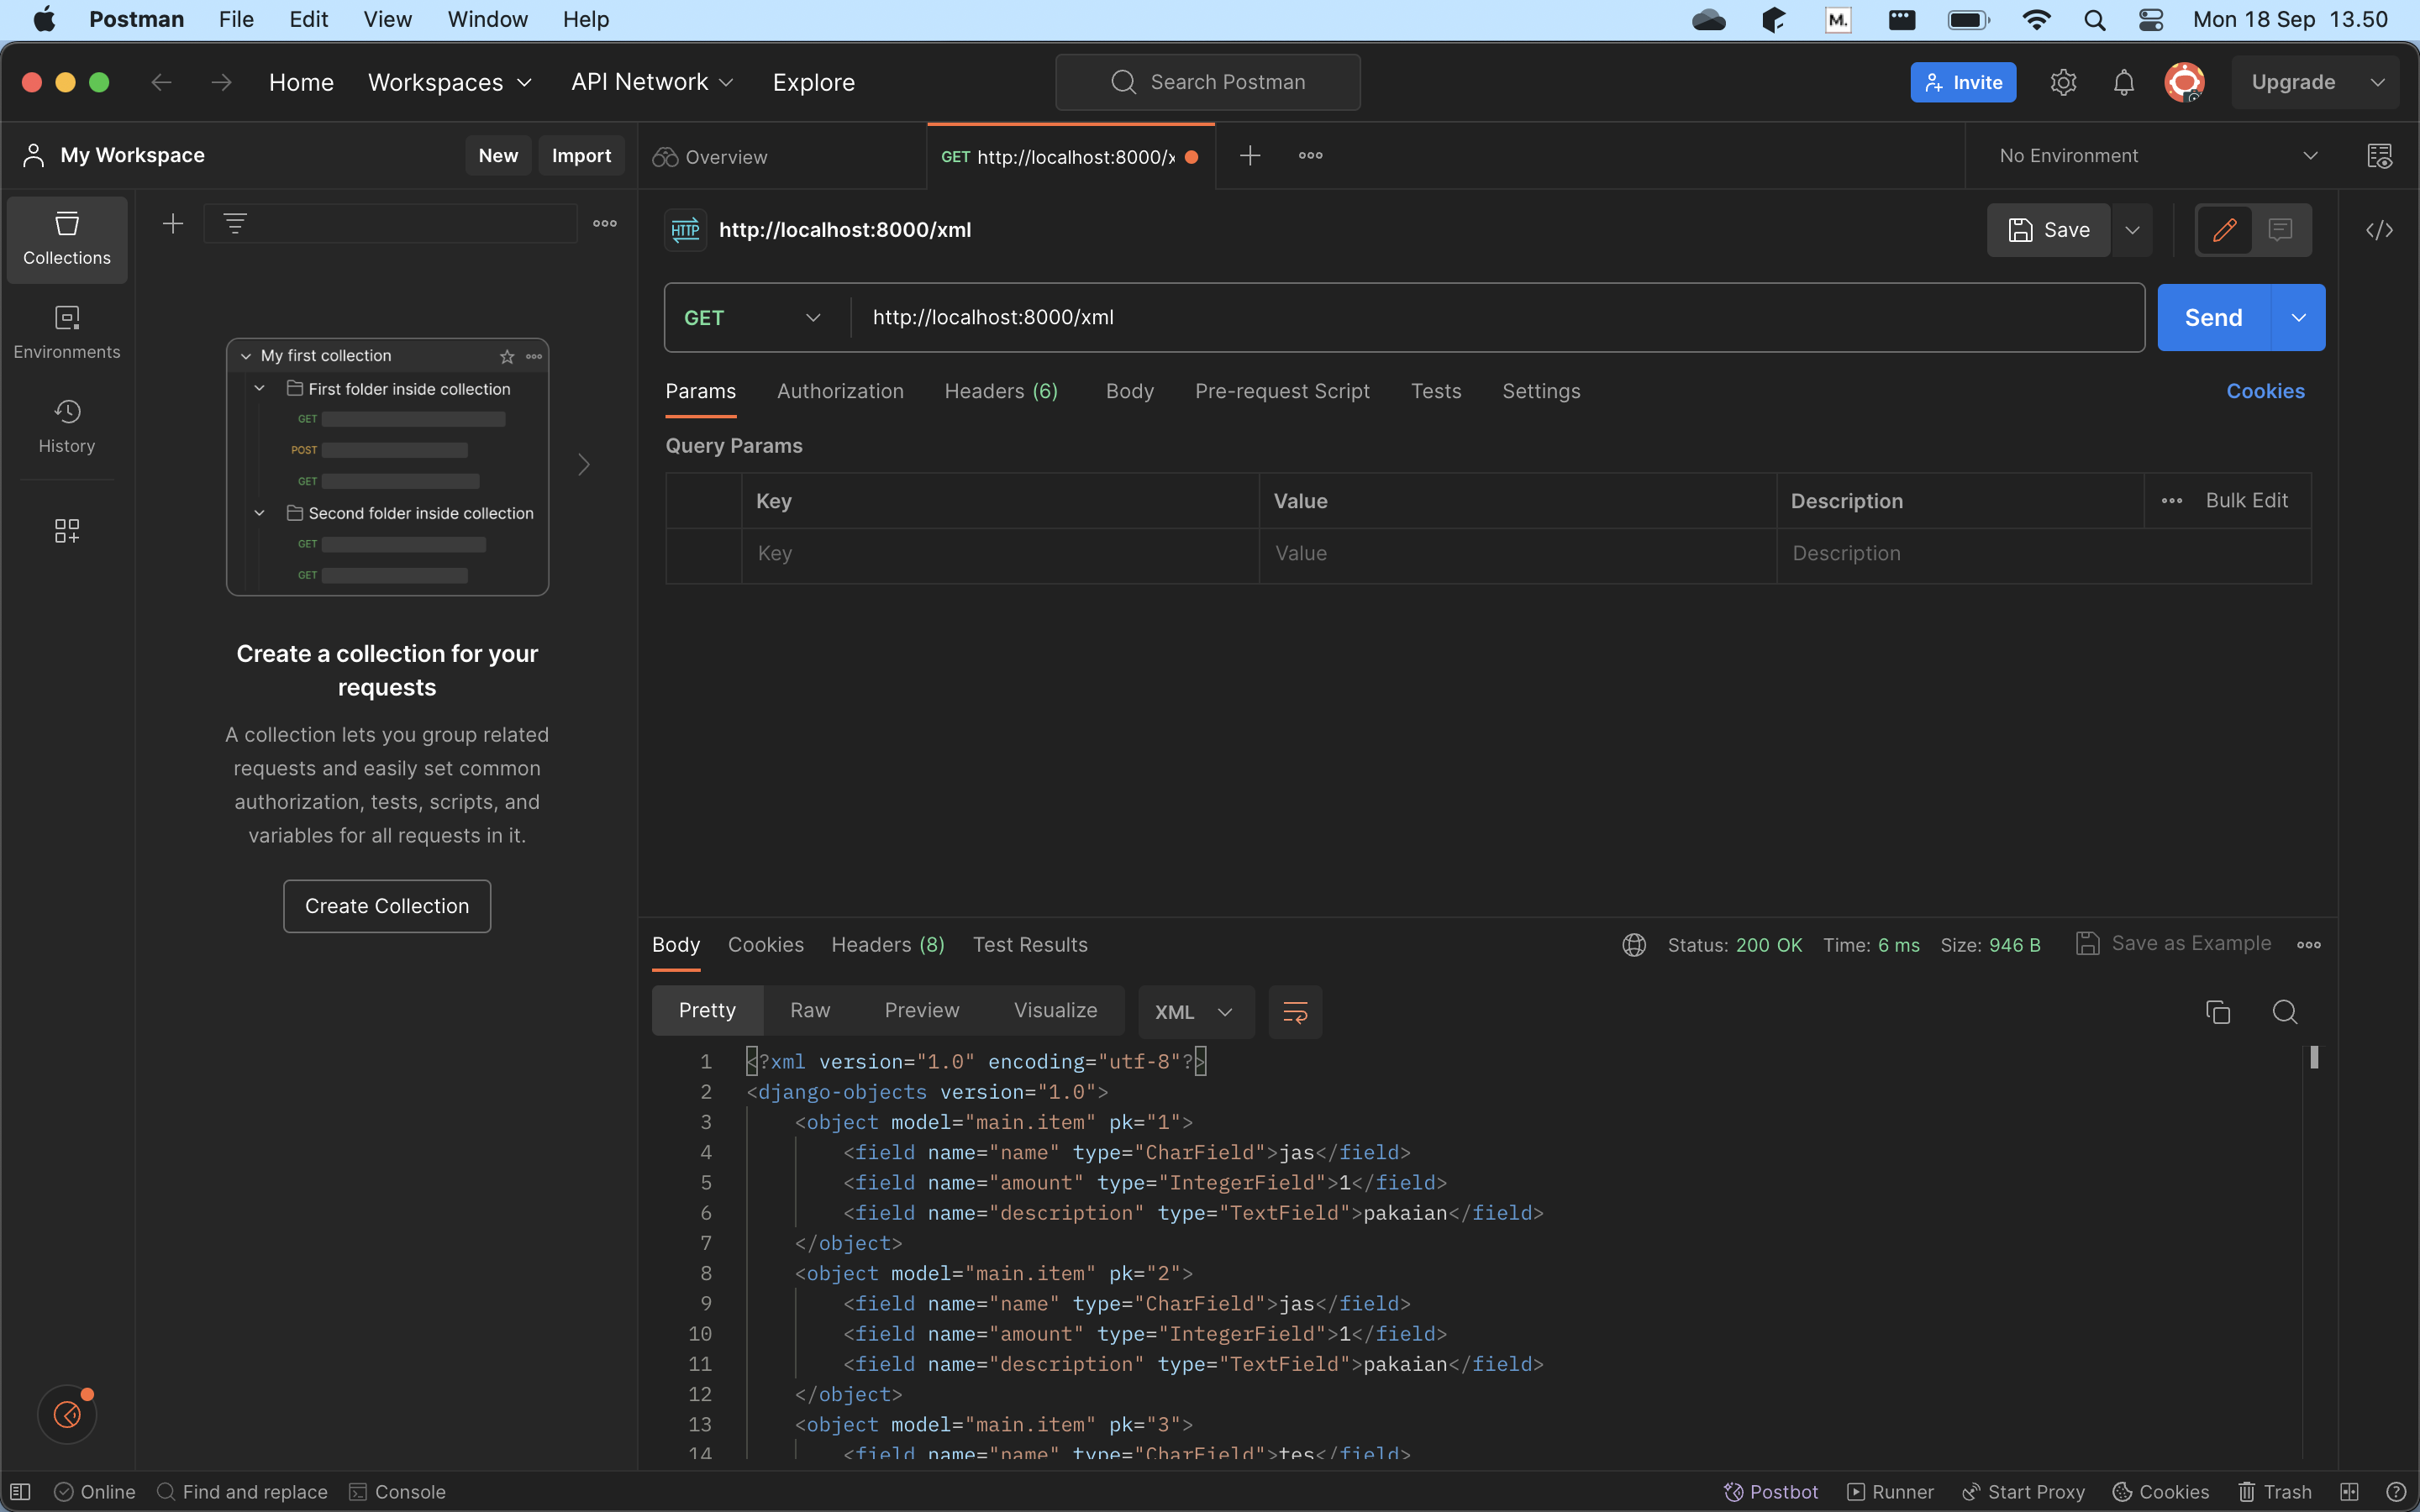 Postman File Edit View Window Help M. Mon 18 Sep 13.50
Home Workspaces API Network Explore Search Postman Invite Upgrade
My Workspace New Import Overview GET http://localhost:8000/x No Environment
Collections
Environments
History
My first collection
First folder inside collection
GET
POST
GET
Second folder inside collection
GET
GET
Create a collection for your
requests
A collection lets you group related
requests and easily set common
authorization, tests, scripts, and
variables for all requests in it.
Create Collection
HTTP http://localhost:8000/xml Save
GET http://localhost:8000/xml Send
Params Authorization Headers (6) Body Pre-request Script Tests Settings Cookies
Query Params
Key Value Description Bulk Edit
Key Value Description
Body Cookies Headers (8) Test Results Status: 200 OK Time: 6 ms Size: 946 B Save as Example
Pretty Raw Preview Visualize XML
1 <?xml version="1.0" encoding="utf-8"?>
2 <django-objects version="1.0">
3 <object model="main.item" pk="1">
4 <field name="name" type="CharField">jas</field>
5 <field name="amount" type="IntegerField">1</field>
6 <field name="description" type="TextField">pakaian</field>
7 </object>
8 <object model="main.item" pk="2">
9 <field name="name" type="CharField">jas</field>
10 <field name="amount" type="IntegerField">1</field>
11 <field name="description" type="TextField">pakaian</field>
12 </object>
13 <object model="main.item" pk="3">
14 <field name="name" type="CharField">tes</field>
Online Find and replace Console Postbot Runner Start Proxy Cookies Trash